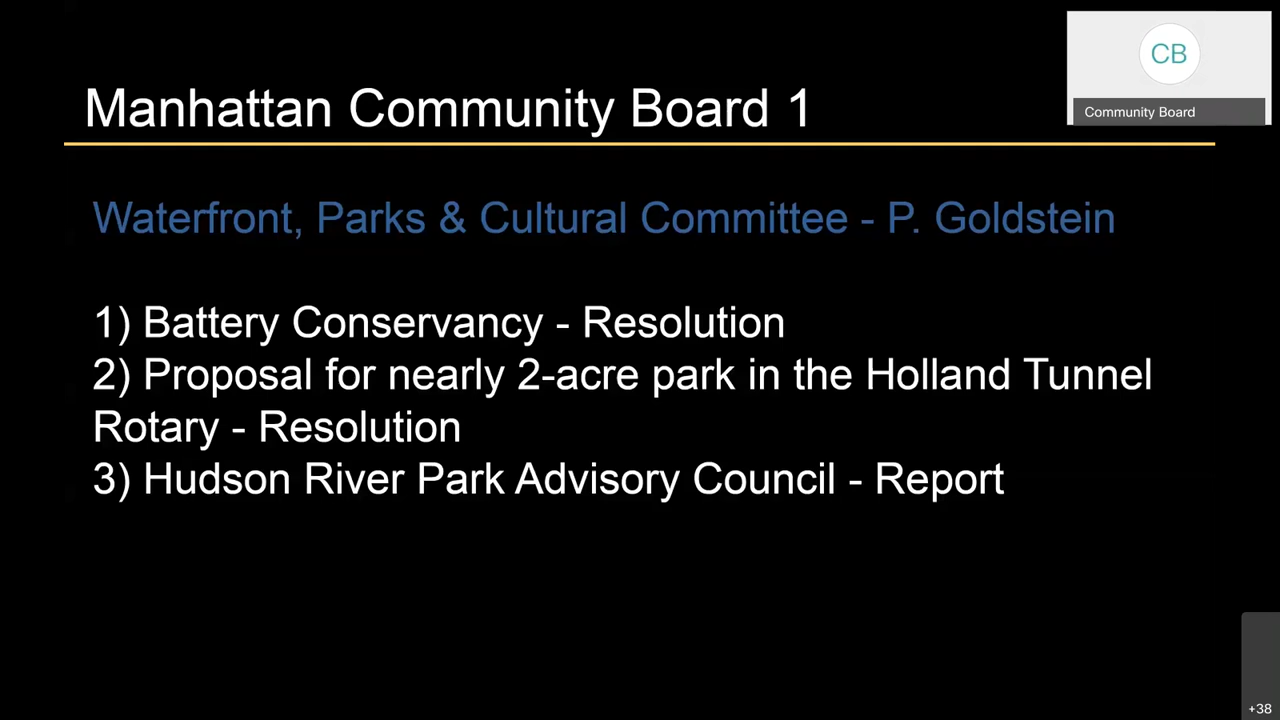 CB
Community Board
Manhattan Community Board 1
Waterfront, Parks & Cultural Committee - P. Goldstein
1) Battery Conservancy - Resolution
2) Proposal for nearly 2-acre park in the Holland Tunnel
Rotary - Resolution
3) Hudson River Park Advisory Council - Report
+38